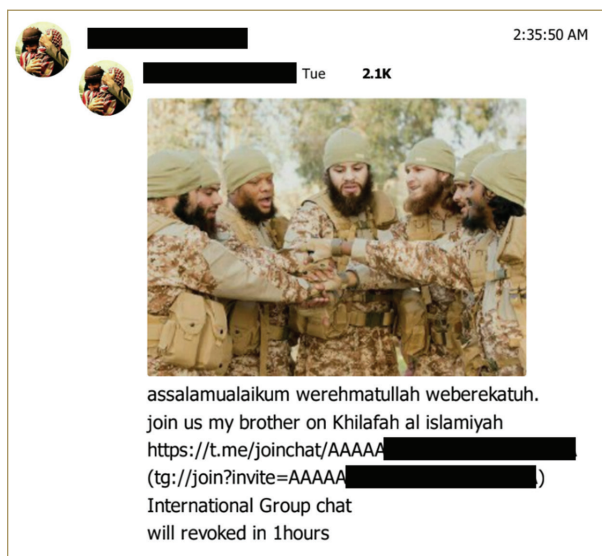 2:35:50 AM
Tue 2.1K
assalamualaikum werehmatullah weberekatuh.
join us my brother on Khilafah al islamiyah
https://t.me/joinchat/AAAAA
(tg://join?invite=AAAAA )
International Group chat
will revoked in 1hours